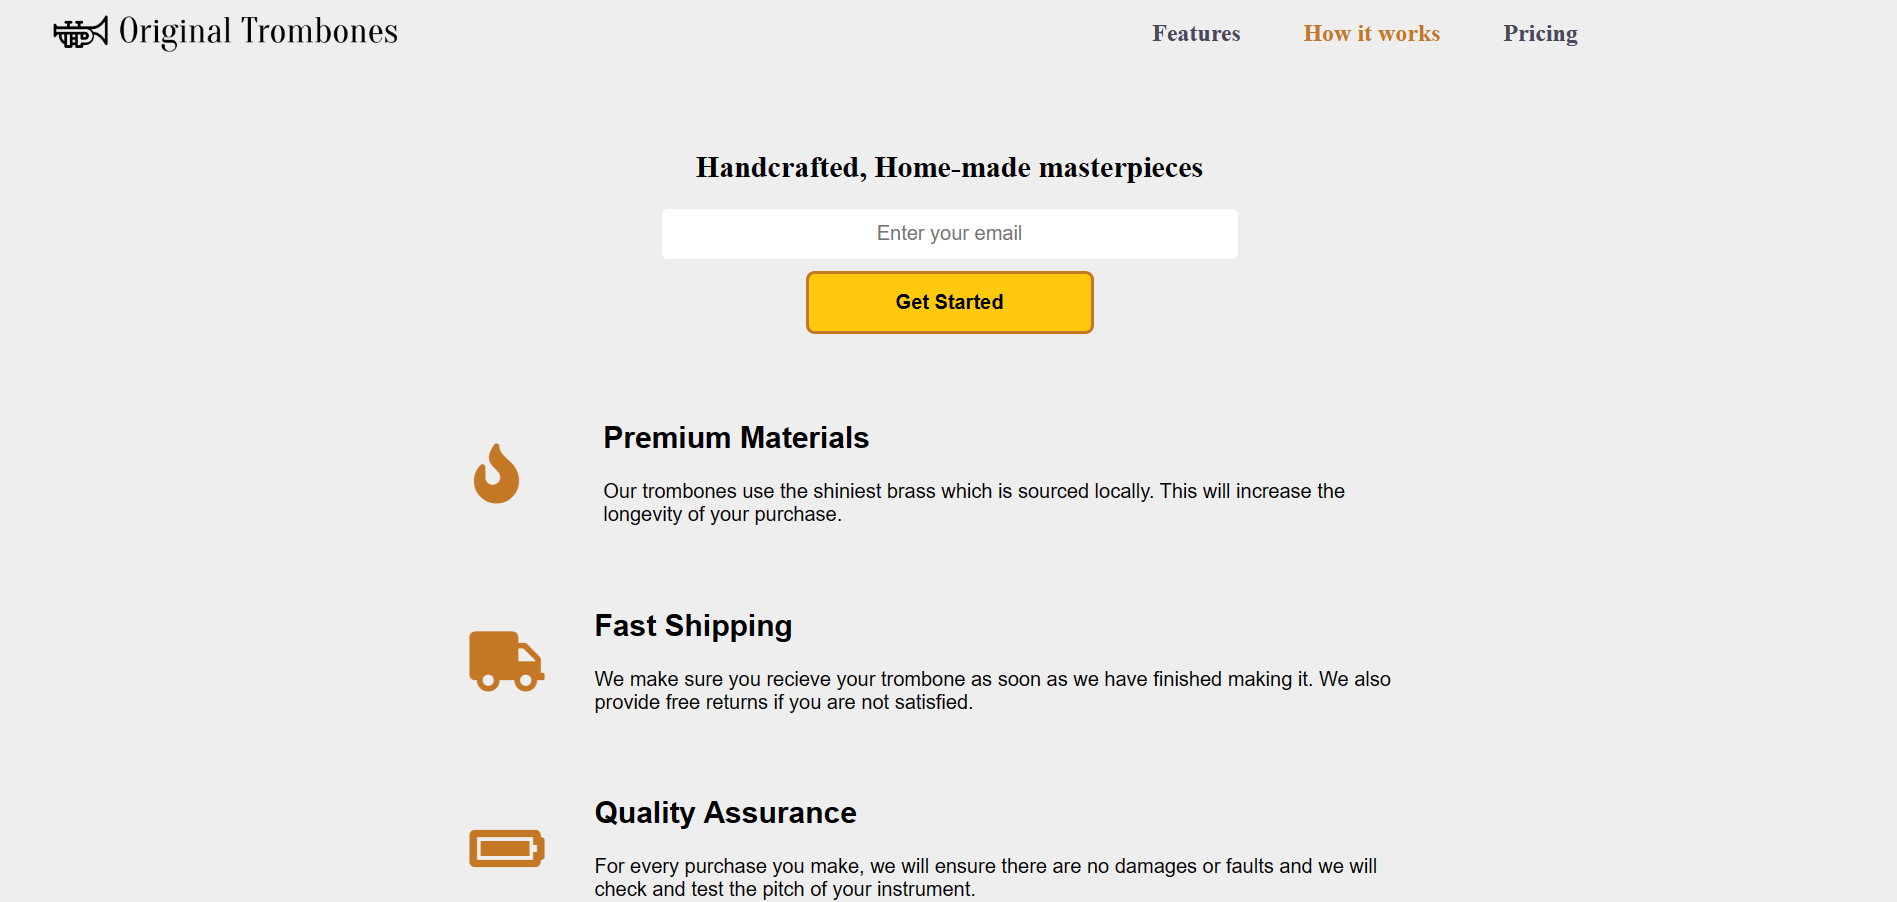 Original Trombones
Features
How it works
Pricing
Handcrafted, Home-made masterpieces
Enter your email
Get Started
Premium Materials
Our trombones use the shiniest brass which is sourced locally. This will increase the
longevity of your purchase.
Fast Shipping
We make sure you recieve your trombone as soon as we have finished making it. We also
provide free returns if you are not satisfied.
Quality Assurance
For every purchase you make, we will ensure there are no damages or faults and we will
check and test the pitch of your instrument.